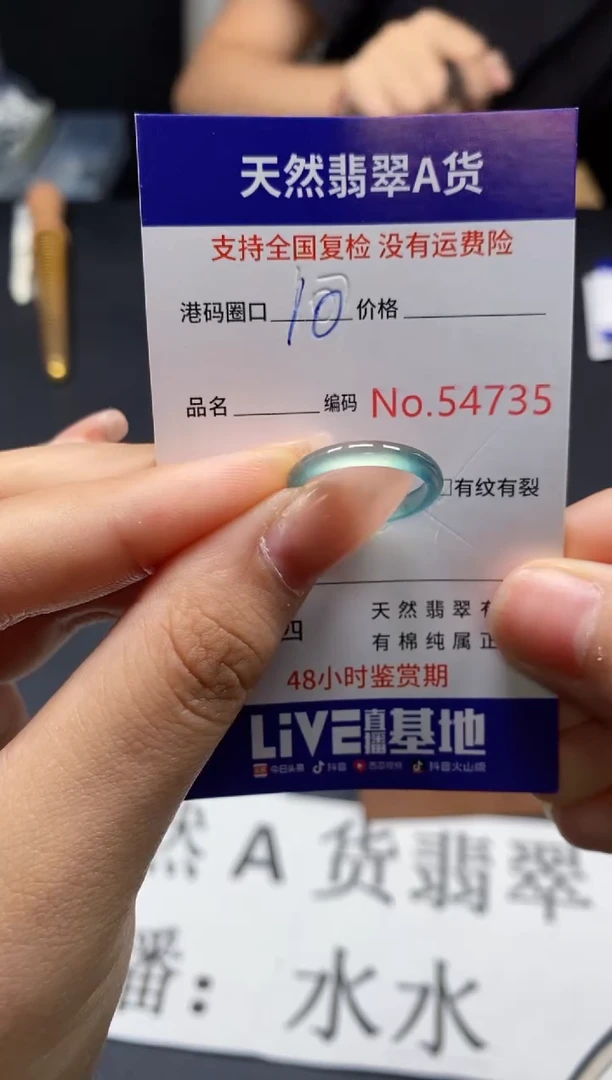 天然翡翠A货
支持全国复检 没有运费险
港码圈口 10 价格
品名 编码 No.54735
□有纹有裂
天然翡翠有
四 有棉纯属正
48小时鉴赏期
LiVE直播基地
今日头条 抖音 西瓜视频 抖音火山版
然A货翡翠
播：水水